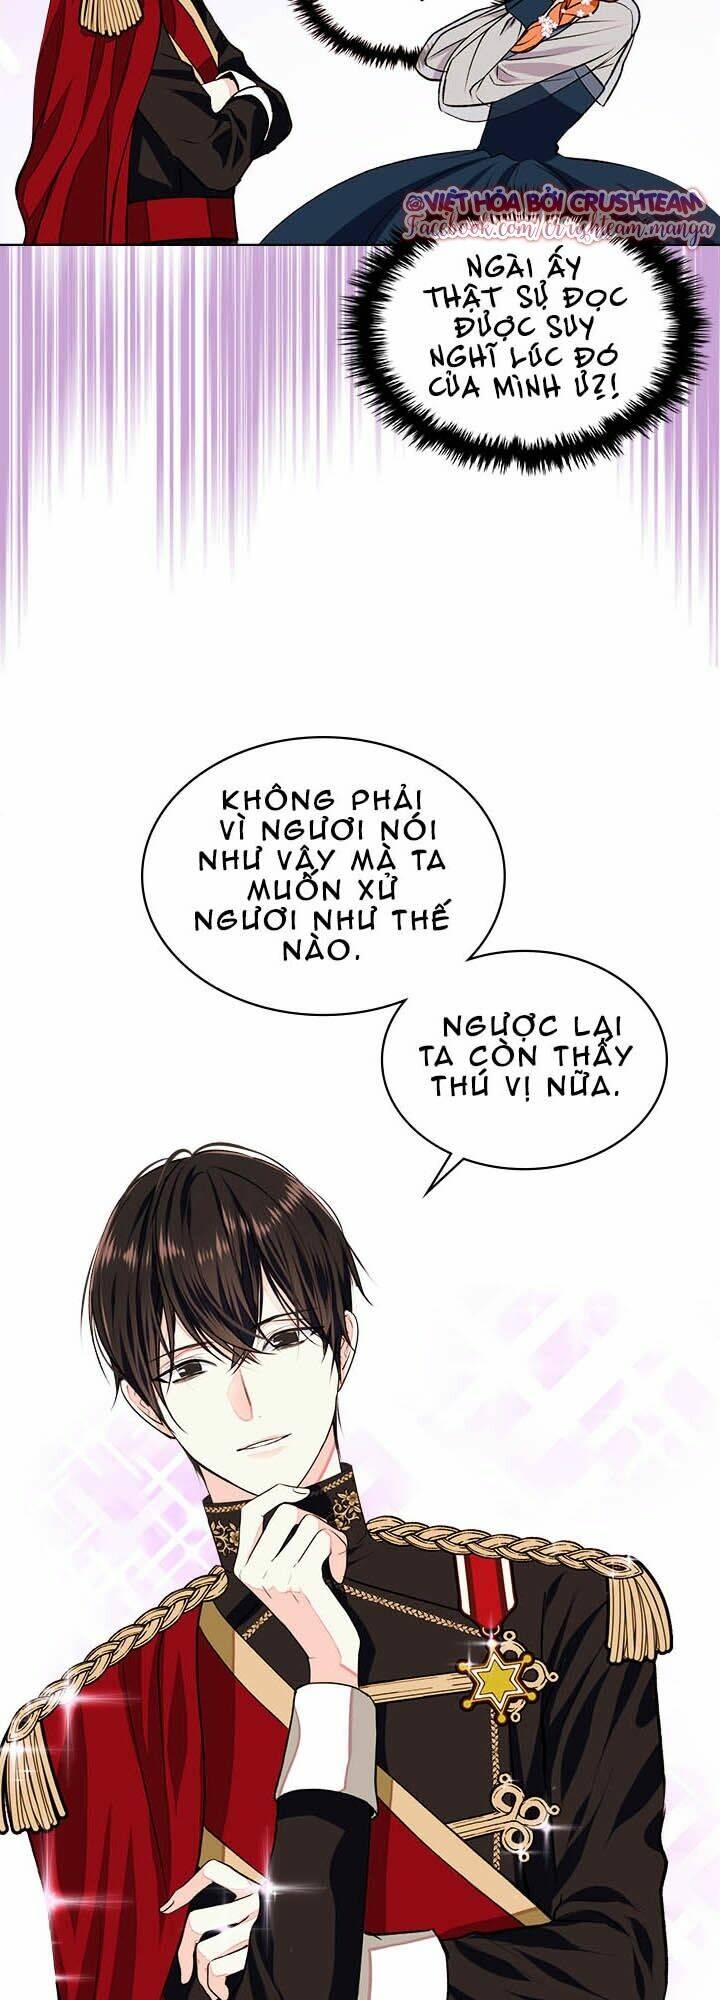 ©VIỆT HÓA BỞI CRUSHTEAM
Facebook.com/Crushteam.manga
NGÀI ẤY
THẬT SỰ ĐỌC
ĐƯỢC SUY
NGHĨ LÚC ĐÓ
CỦA MÌNH Ư?!
KHÔNG PHẢI
VÌ NGƯƠI NÓI
NHƯ VẬY MÀ TA
MUỐN XỬ
NGƯƠI NHƯ THẾ
NÀO.
NGƯỢC LẠI
TA CÒN THẤY
THÚ VỊ NỮA.